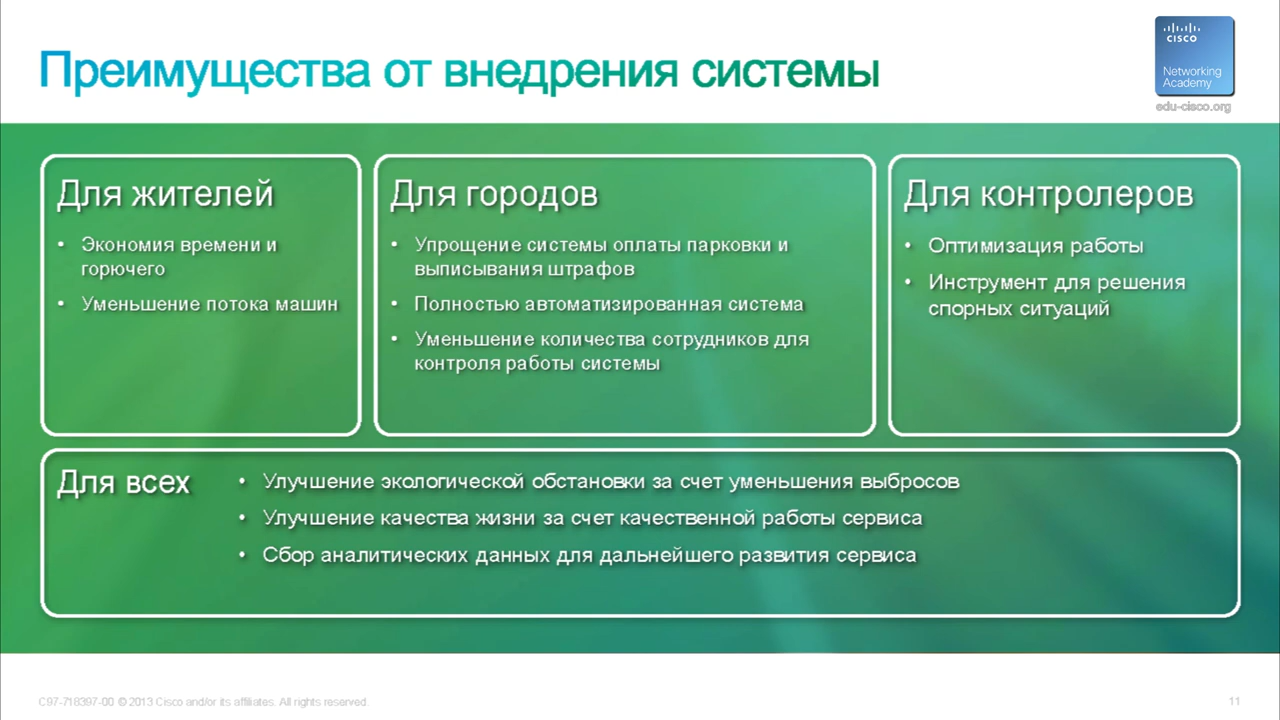 Преимущества от внедрения системы
CISCO
Networking
Academy
edu-cisco.org
Для жителей
• Экономия времени и
горючего
• Уменьшение потока машин
Для городов
• Упрощение системы оплаты парковки и
выписывания штрафов
• Полностью автоматизированная система
• Уменьшение количества сотрудников для
контроля работы системы
Для контролеров
• Оптимизация работы
• Инструмент для решения
спорных ситуаций
Для всех
• Улучшение экологической обстановки за счет уменьшения выбросов
• Улучшение качества жизни за счет качественной работы сервиса
• Сбор аналитических данных для дальнейшего развития сервиса
C97-718397-00 © 2013 Cisco and/or its affiliates. All rights reserved.
11